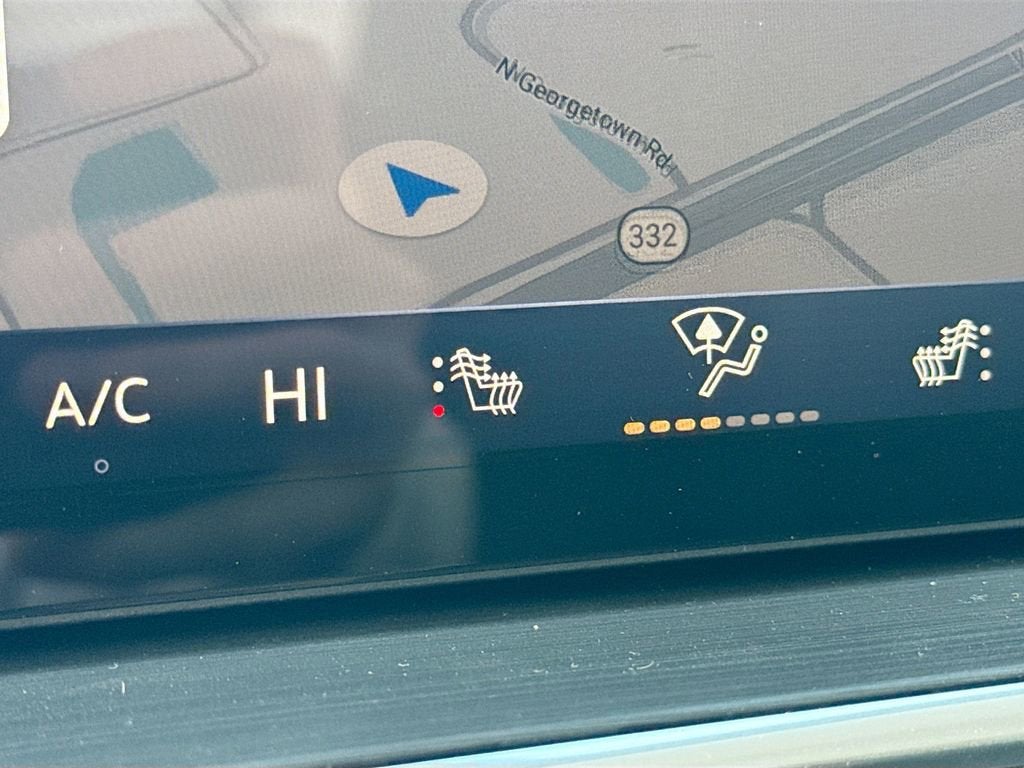 N Georgetown Rd
332
A/C HI